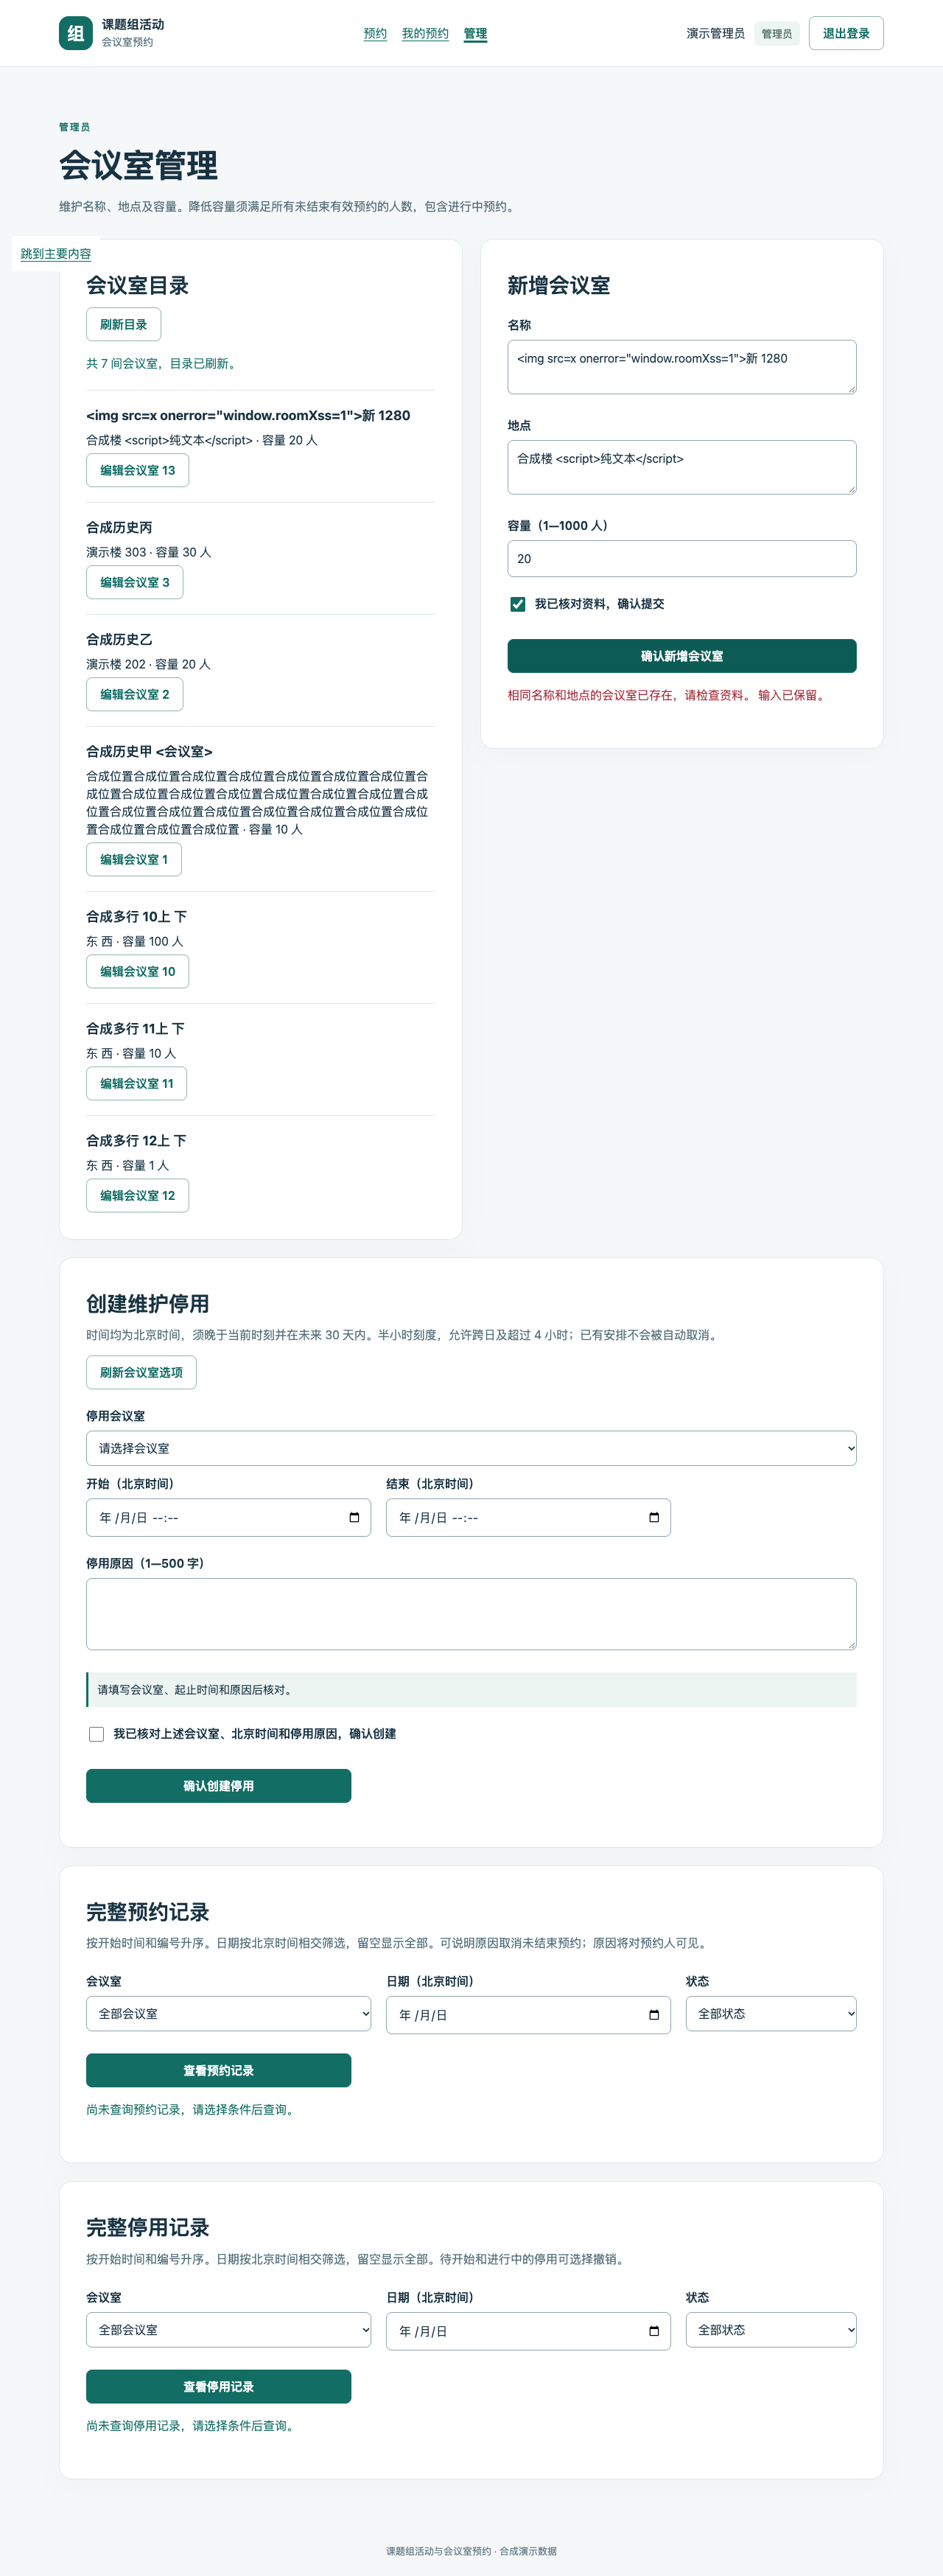 组
课题组活动
会议室预约
预约 我的预约 管理
演示管理员 管理员 退出登录
管理员
会议室管理
维护名称、地点及容量。降低容量须满足所有未结束有效预约的人数，包含进行中预约。
跳到主要内容
会议室目录
刷新目录
共 7 间会议室，目录已刷新。
<img src=x onerror="window.roomXss=1">新 1280
合成楼 <script>纯文本</script> · 容量 20 人
编辑会议室 13
合成历史丙
演示楼 303 · 容量 30 人
编辑会议室 3
合成历史乙
演示楼 202 · 容量 20 人
编辑会议室 2
合成历史甲 <会议室>
合成位置合成位置合成位置合成位置合成位置合成位置合成位置合
成位置合成位置合成位置合成位置合成位置合成位置合成位置合成
位置合成位置合成位置合成位置合成位置合成位置合成位置合成位
置合成位置合成位置合成位置 · 容量 10 人
编辑会议室 1
合成多行 10上 下
东 西 · 容量 100 人
编辑会议室 10
合成多行 11上 下
东 西 · 容量 10 人
编辑会议室 11
合成多行 12上 下
东 西 · 容量 1 人
编辑会议室 12
新增会议室
名称
<img src=x onerror="window.roomXss=1">新 1280
地点
合成楼 <script>纯文本</script>
容量（1—1000 人）
20
我已核对资料，确认提交
确认新增会议室
相同名称和地点的会议室已存在，请检查资料。 输入已保留。
创建维护停用
时间均为北京时间，须晚于当前时刻并在未来 30 天内。半小时刻度，允许跨日及超过 4 小时；已有安排不会被自动取消。
刷新会议室选项
停用会议室
请选择会议室
开始（北京时间） 结束（北京时间）
年 /月/日 --:-- 年 /月/日 --:--
停用原因（1—500 字）
请填写会议室、起止时间和原因后核对。
我已核对上述会议室、北京时间和停用原因，确认创建
确认创建停用
完整预约记录
按开始时间和编号升序。日期按北京时间相交筛选，留空显示全部。可说明原因取消未结束预约；原因将对预约人可见。
会议室 日期（北京时间） 状态
全部会议室 年 /月/日 全部状态
查看预约记录
尚未查询预约记录，请选择条件后查询。
完整停用记录
按开始时间和编号升序。日期按北京时间相交筛选，留空显示全部。待开始和进行中的停用可选择撤销。
会议室 日期（北京时间） 状态
全部会议室 年 /月/日 全部状态
查看停用记录
尚未查询停用记录，请选择条件后查询。
课题组活动与会议室预约 · 合成演示数据